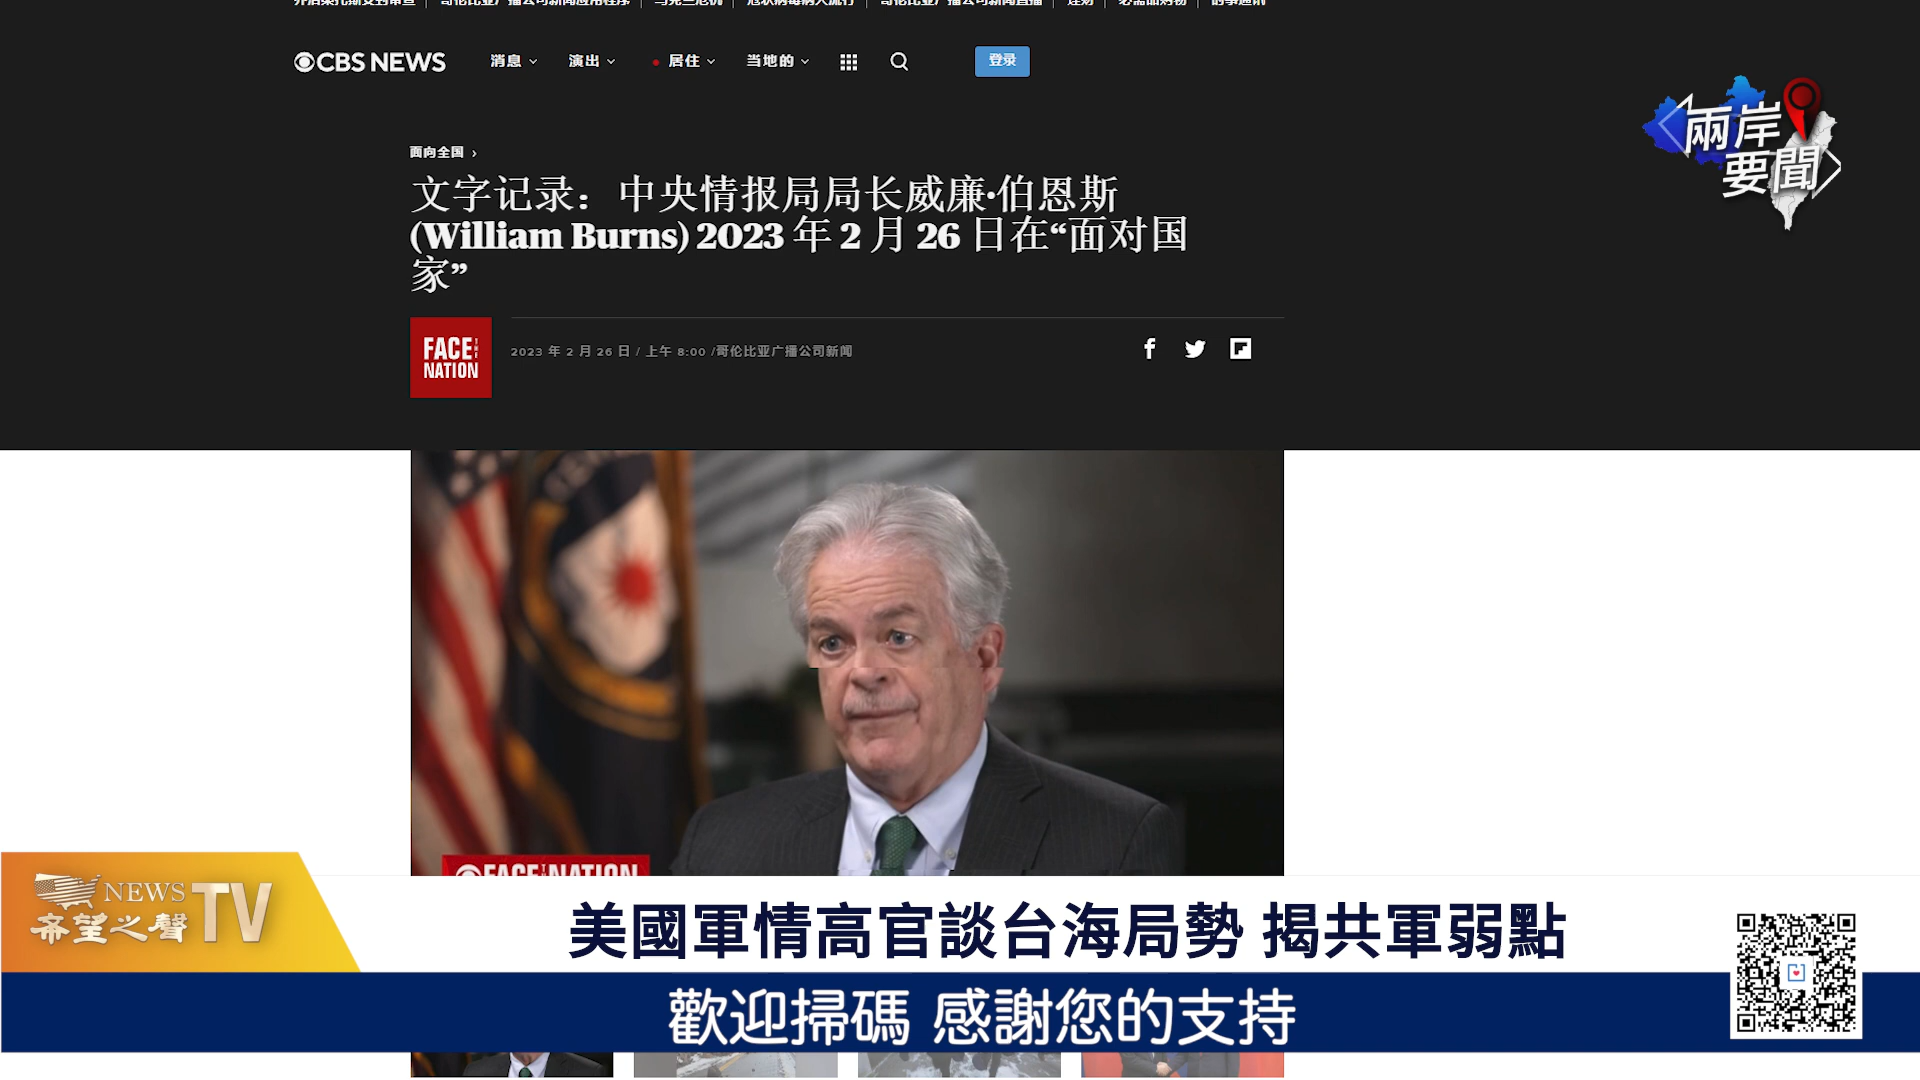 CBS NEWS
消息
演出
居住
当地的
登录
兩岸
要聞
面向全国 ›
文字记录：中央情报局局长威廉·伯恩斯
(William Burns) 2023 年 2 月 26 日在“面对国
家”
FACE THE
NATION
2023 年 2 月 26 日 / 上午 8:00 /哥伦比亚广播公司新闻
FACE THE NATION
NEWS
希望之聲 TV
美國軍情高官談台海局勢 揭共軍弱點
歡迎掃碼 感謝您的支持